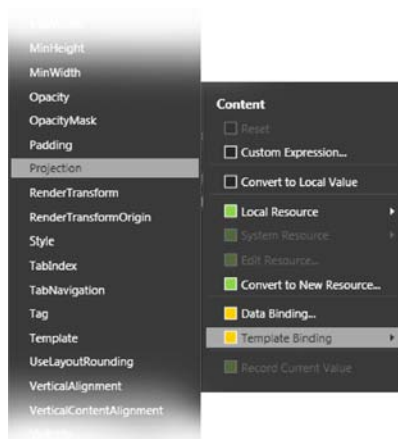 MinHeight
MinWidth
Opacity
OpacityMask
Padding
Projection
RenderTransform
RenderTransformOrigin
Style
TabIndex
TabNavigation
Tag
Template
UseLayoutRounding
VerticalAlignment
VerticalContentAlignment
Content
Reset
Custom Expression...
Convert to Local Value
Local Resource
System Resource
Edit Resource...
Convert to New Resource...
Data Binding...
Template Binding
Record Current Value